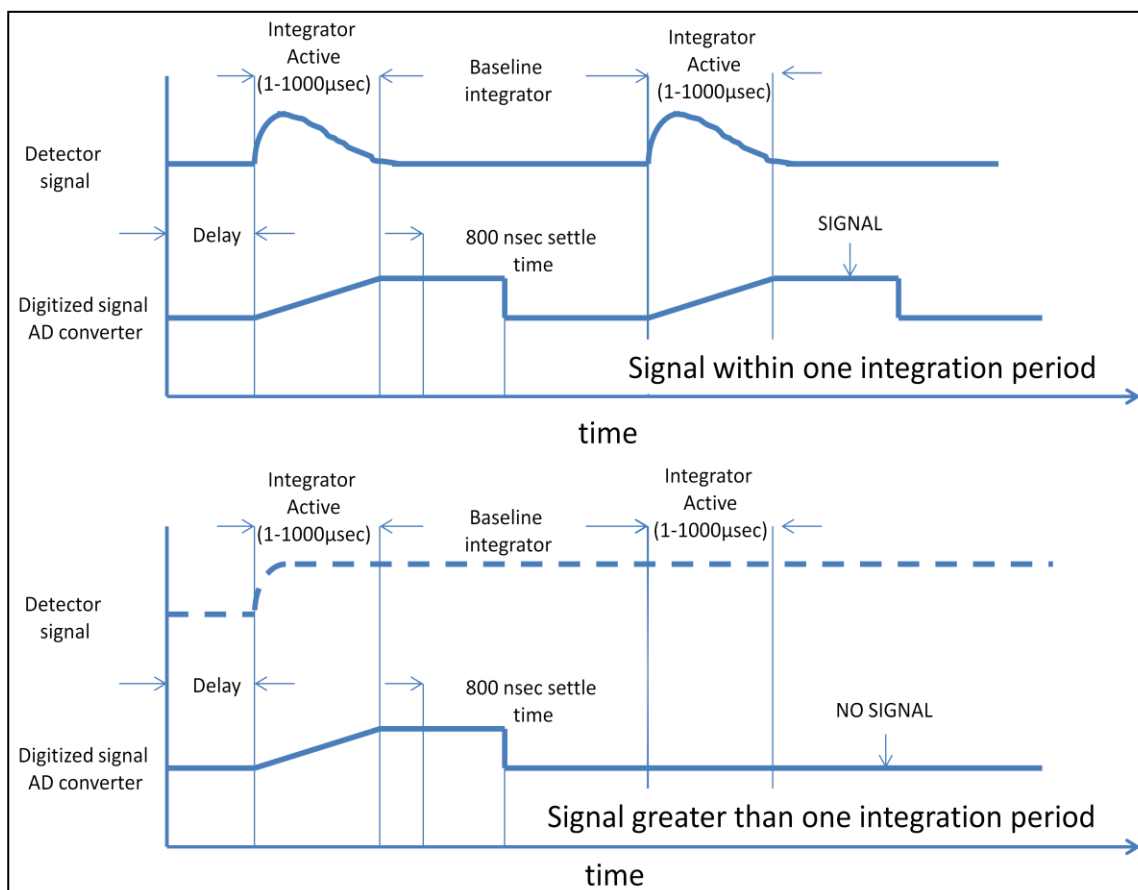 Integrator
Active
(1-1000µsec)
Baseline
integrator
Integrator
Active
(1-1000µsec)
Detector
signal
Delay
800 nsec settle
time
SIGNAL
Digitized signal
AD converter
Signal within one integration period
time
Integrator
Active
(1-1000µsec)
Baseline
integrator
Integrator
Active
(1-1000µsec)
Detector
signal
Delay
800 nsec settle
time
NO SIGNAL
Digitized signal
AD converter
Signal greater than one integration period
time